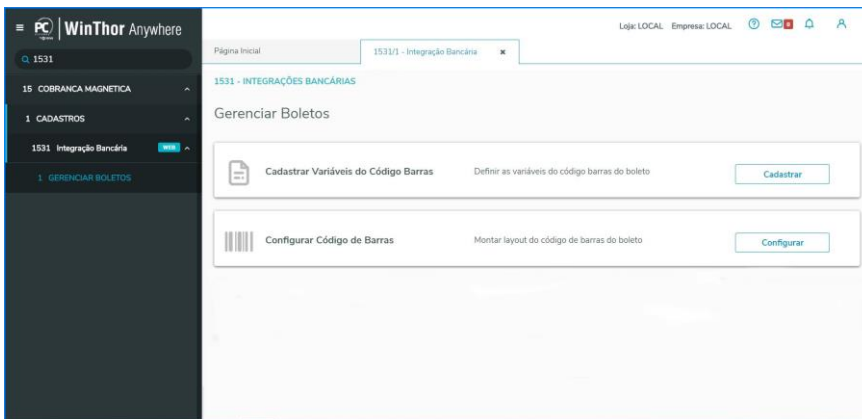 PC WinThor Anywhere
Loja: LOCAL Empresa: LOCAL
8
1531
Página Inicial
1531/1 - Integração Bancária
15 COBRANCA MAGNETICA
1531 - INTEGRAÇÕES BANCÁRIAS
1 CADASTROS
Gerenciar Boletos
1531 Integração Bancária WEB
1 GERENCIAR BOLETOS
Cadastrar Variáveis do Código Barras Definir as variáveis do código barras do boleto Cadastrar
Configurar Código de Barras Montar layout do código de barras do boleto Configurar